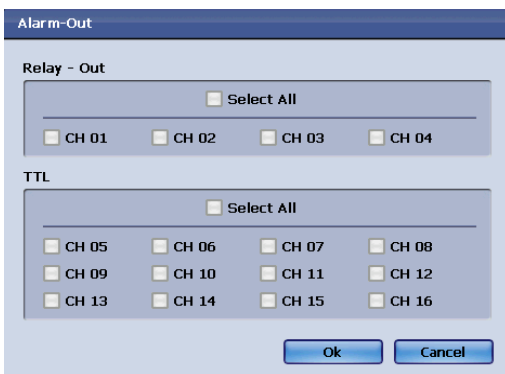 Alarm-Out
Relay - Out
Select All
CH 01 CH 02 CH 03 CH 04
TTL
Select All
CH 05 CH 06 CH 07 CH 08
CH 09 CH 10 CH 11 CH 12
CH 13 CH 14 CH 15 CH 16
Ok Cancel